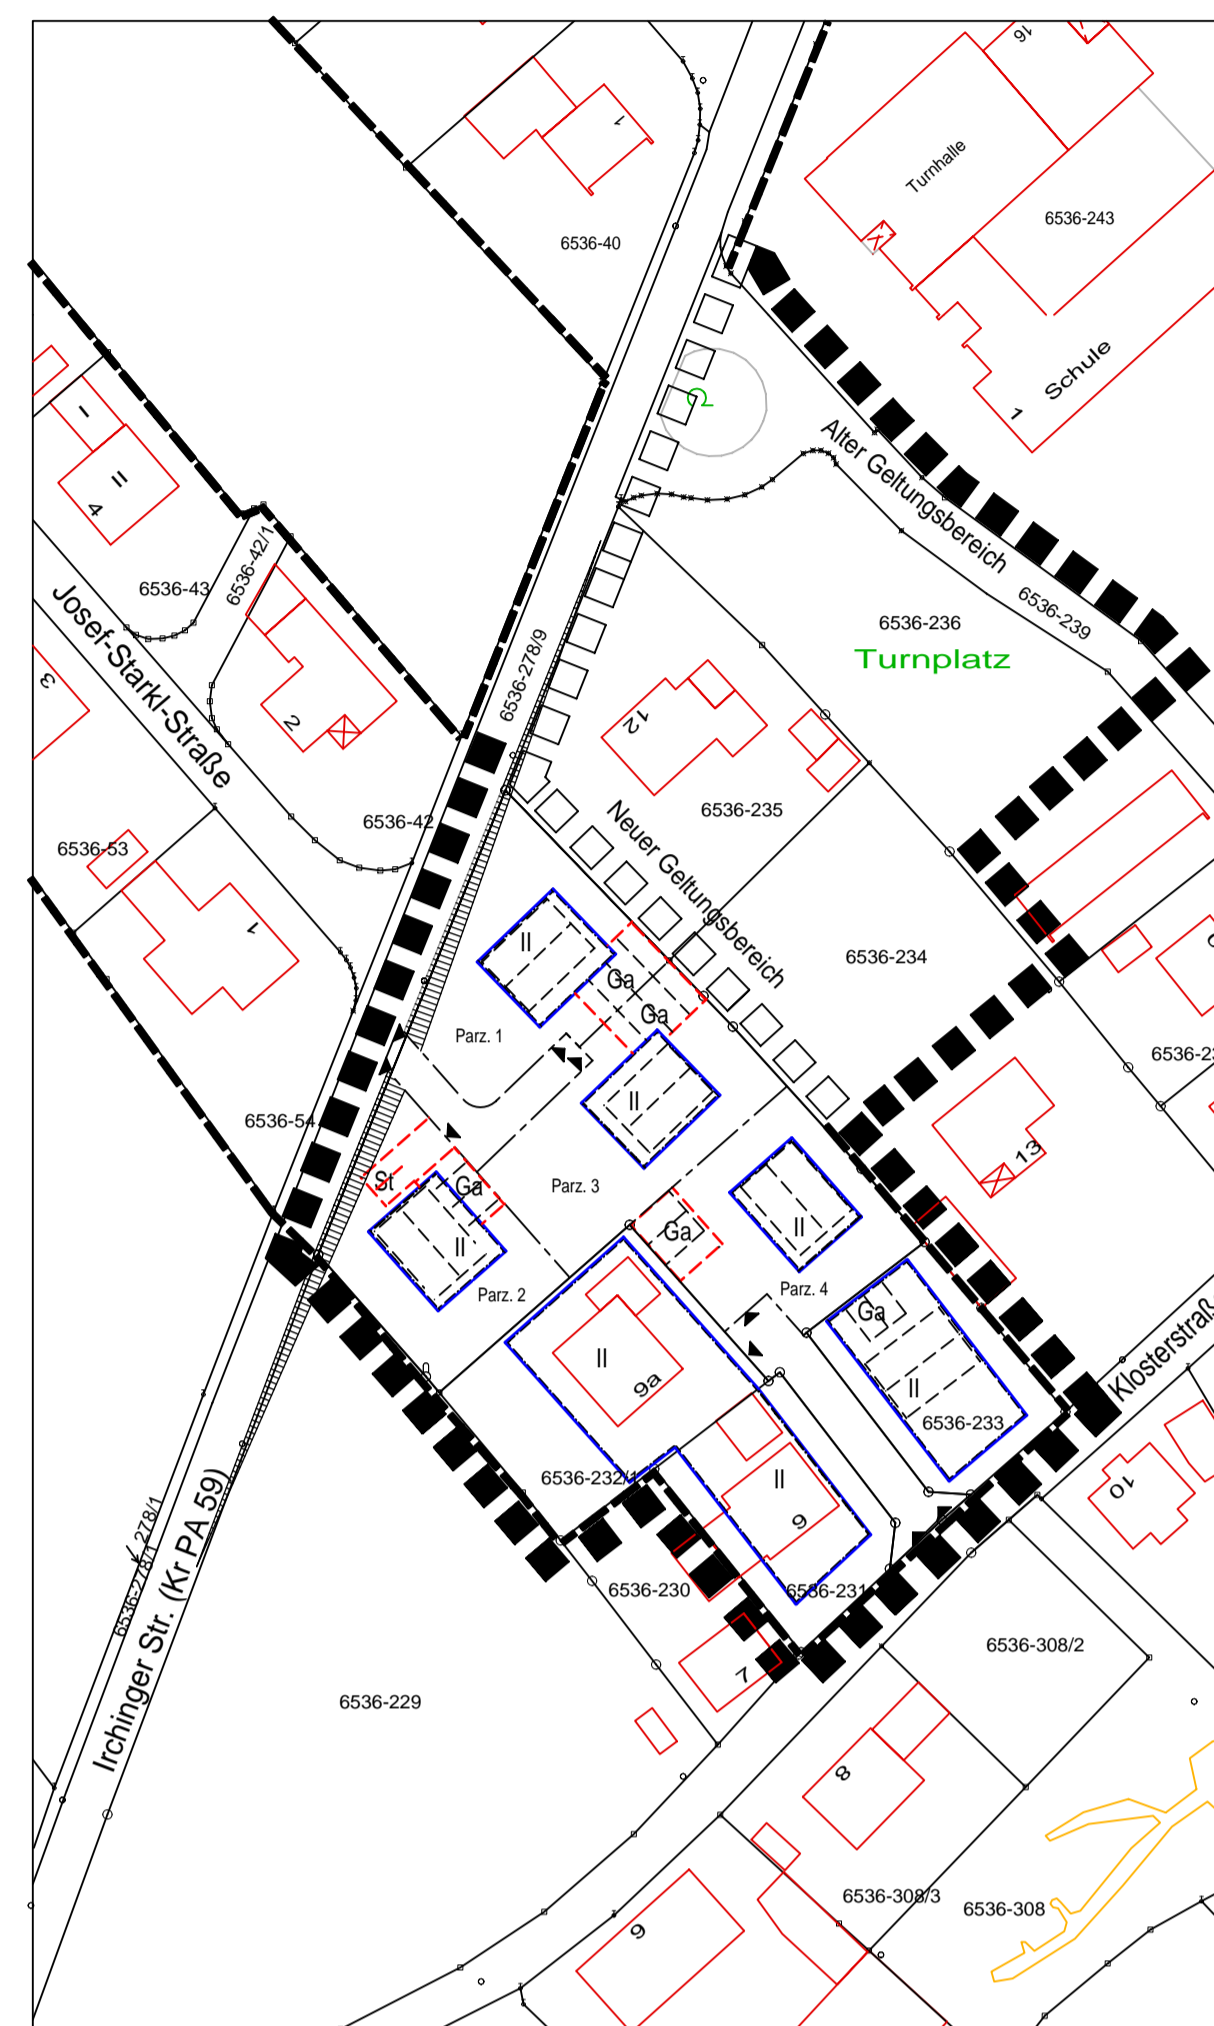 16
1
Turnhalle
6536-243
6536-40
Schule
1
Alter Geltungsbereich
I
II
4
6536-43
6536-42/1
6536-239
6536-236
Turnplatz
Josef-Starkl-Straße
3
2
6536-278/9
12
6536-235
6536-42
6536-53
Neuer Geltungsbereich
1
II
6536-234
Ga
Ga
Parz. 1
II
6536-54
13
St
Ga
Parz. 3
Ga
II
II
Parz. 2
Parz. 4
Ga
II
9a
II
6536-233
Klosterstraße
6536-232/1
II
9
10
278/1
6536-278/1
Irchinger Str. (Kr PA 59)
6536-230
6536-231
7
6536-308/2
6536-229
8
6536-308/3
6536-308